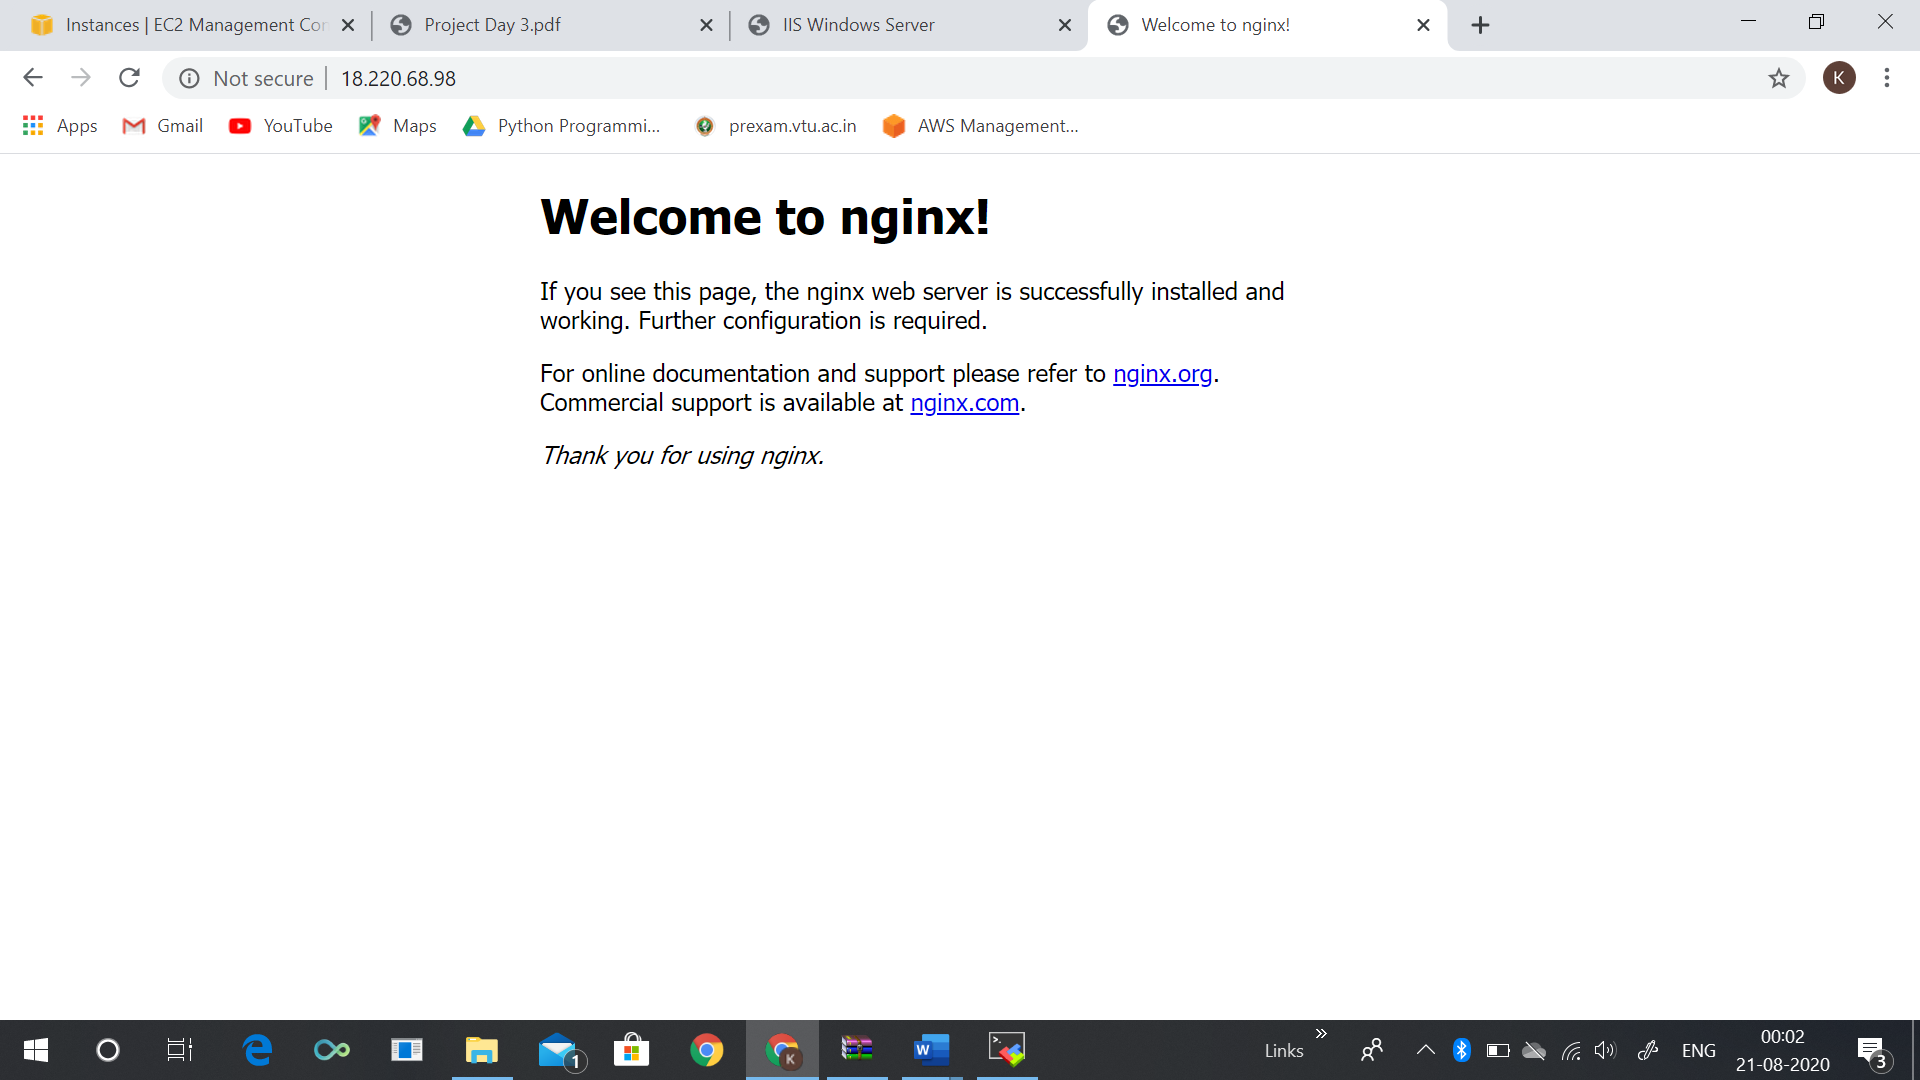 Instances | EC2 Management Con
Project Day 3.pdf
IIS Windows Server
Welcome to nginx!
Not secure
18.220.68.98
K
Apps
Gmail
YouTube
Maps
Python Programmi...
prexam.vtu.ac.in
AWS Management...
Welcome to nginx!
If you see this page, the nginx web server is successfully installed and
working. Further configuration is required.
For online documentation and support please refer to nginx.org.
Commercial support is available at nginx.com.
Thank you for using nginx.
1
K
W
Links
ENG
00:02
21-08-2020
3